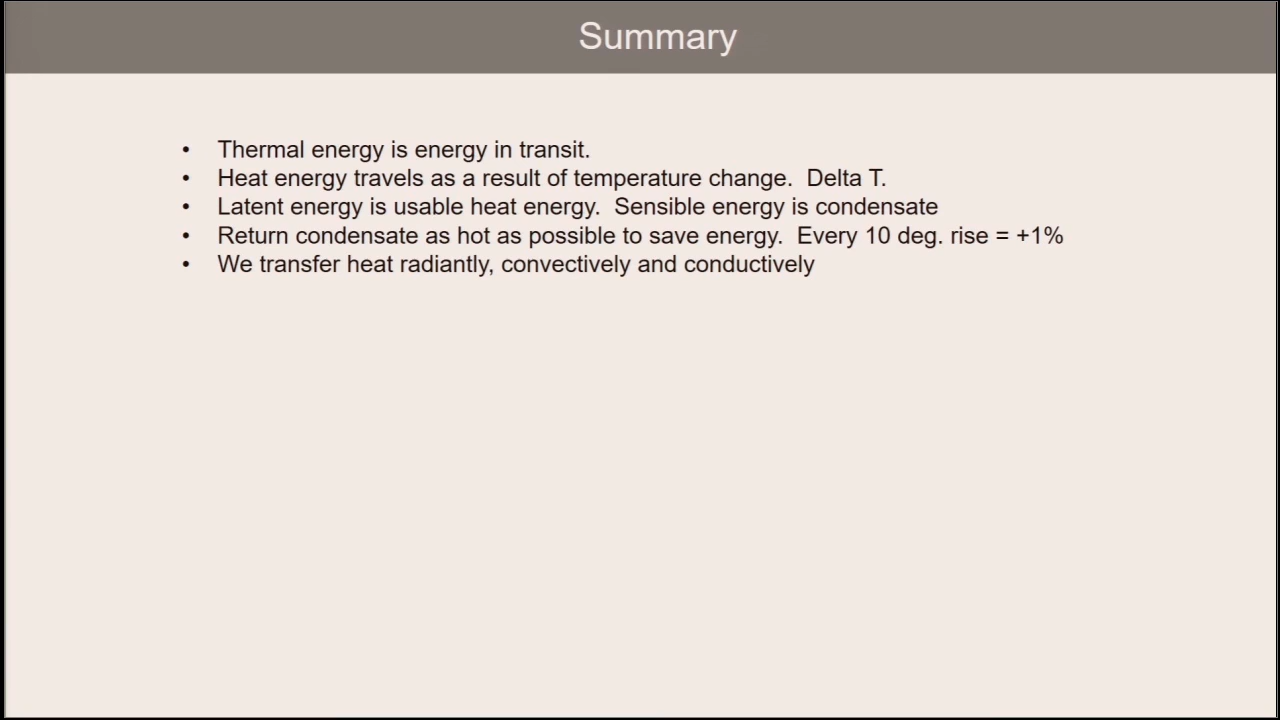 Summary
• Thermal energy is energy in transit.
• Heat energy travels as a result of temperature change.  Delta T.
• Latent energy is usable heat energy.  Sensible energy is condensate
• Return condensate as hot as possible to save energy.  Every 10 deg. rise = +1%
• We transfer heat radiantly, convectively and conductively